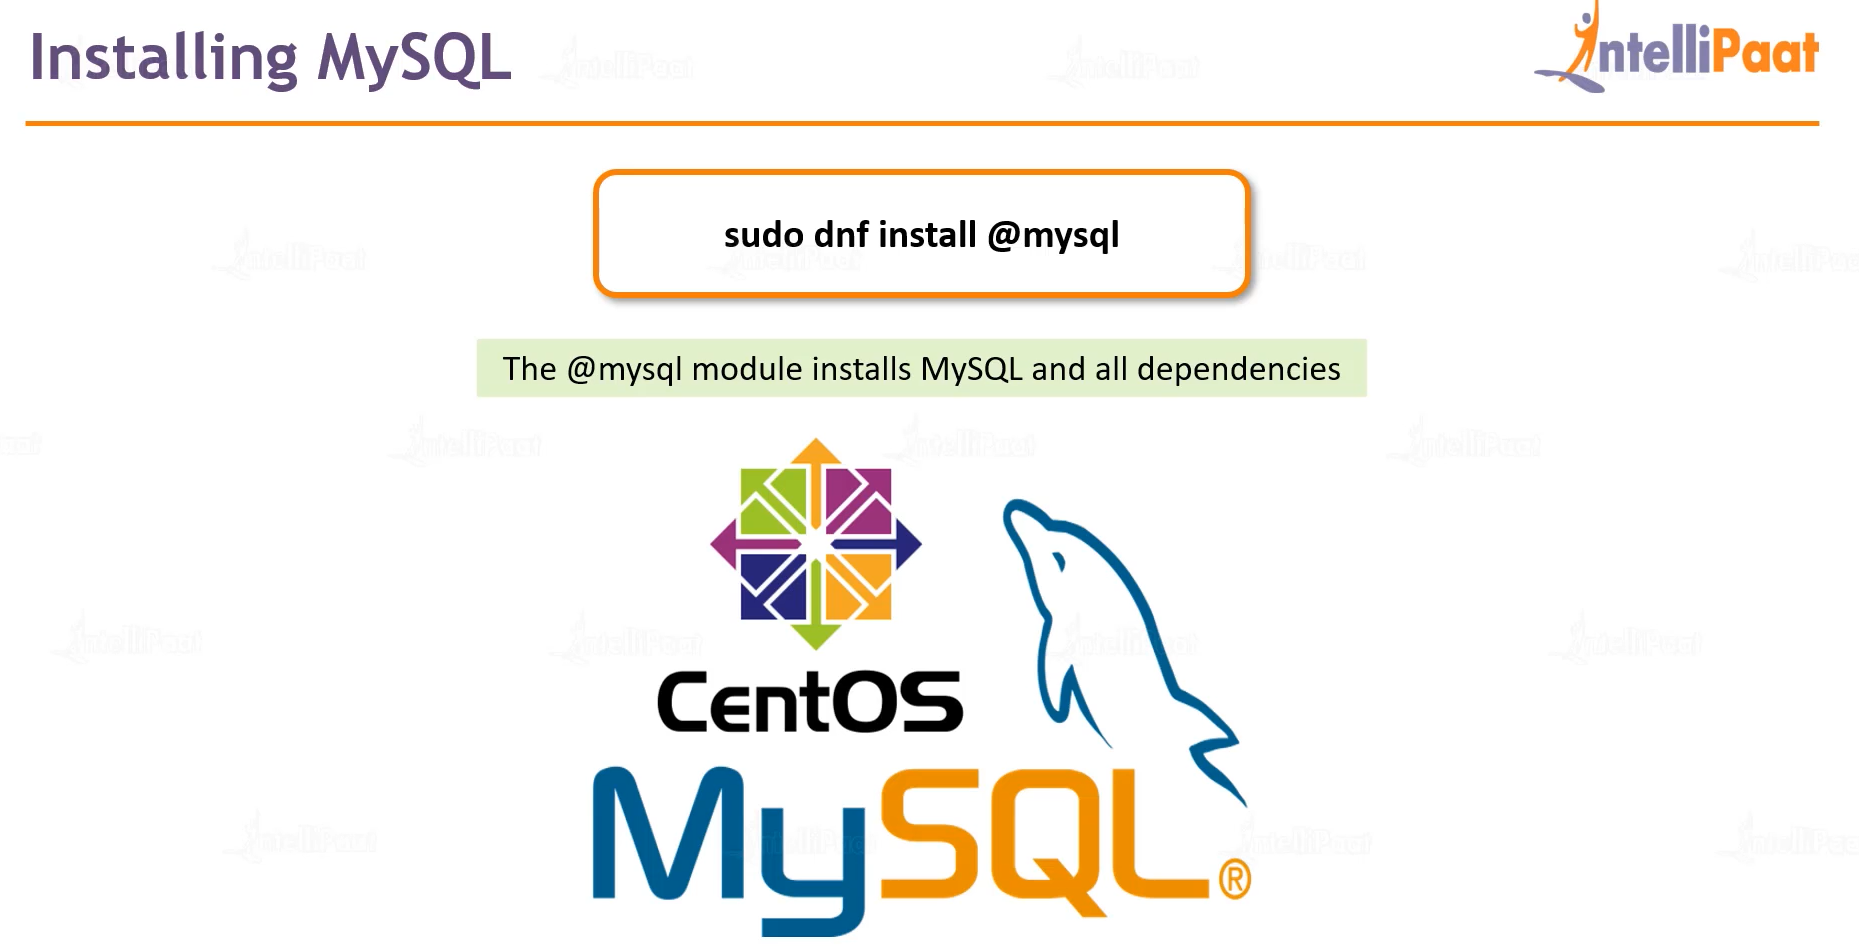 Installing MySQL
IntelliPaat
sudo dnf install @mysql
The @mysql module installs MySQL and all dependencies
CentOS
MySQL®